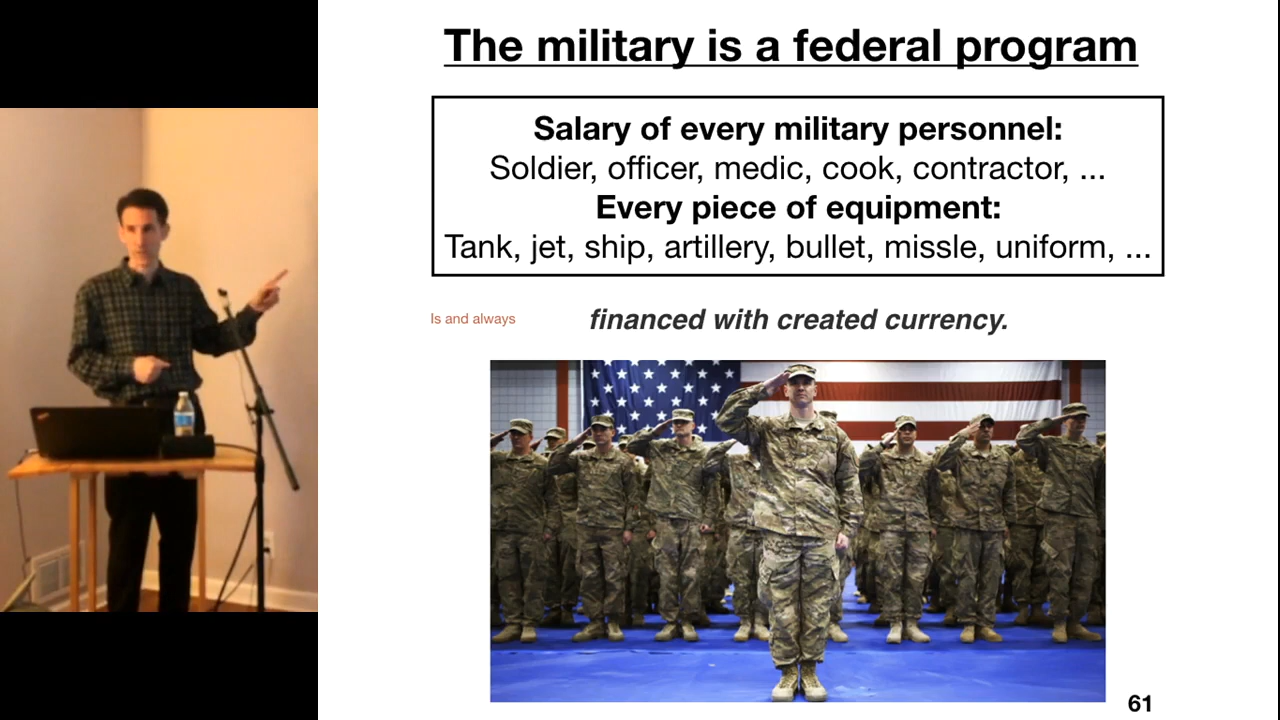 The military is a federal program
Salary of every military personnel:
Soldier, officer, medic, cook, contractor, ...
Every piece of equipment:
Tank, jet, ship, artillery, bullet, missle, uniform, ...
Is and always financed with created currency.
61